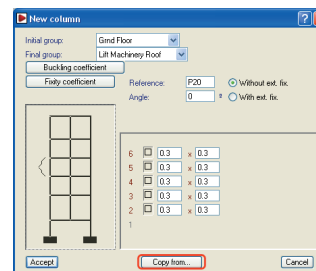 New column
Initial group: Grnd Floor
Final group: Lift Machinery Roof
Buckling coefficient
Fixity coefficient
Reference: P20 Without ext. fix.
Angle: 0 º With ext. fix.
6 0.3 x 0.3
5 0.3 x 0.3
4 0.3 x 0.3
3 0.3 x 0.3
2 0.3 x 0.3
1
Accept Copy from... Cancel